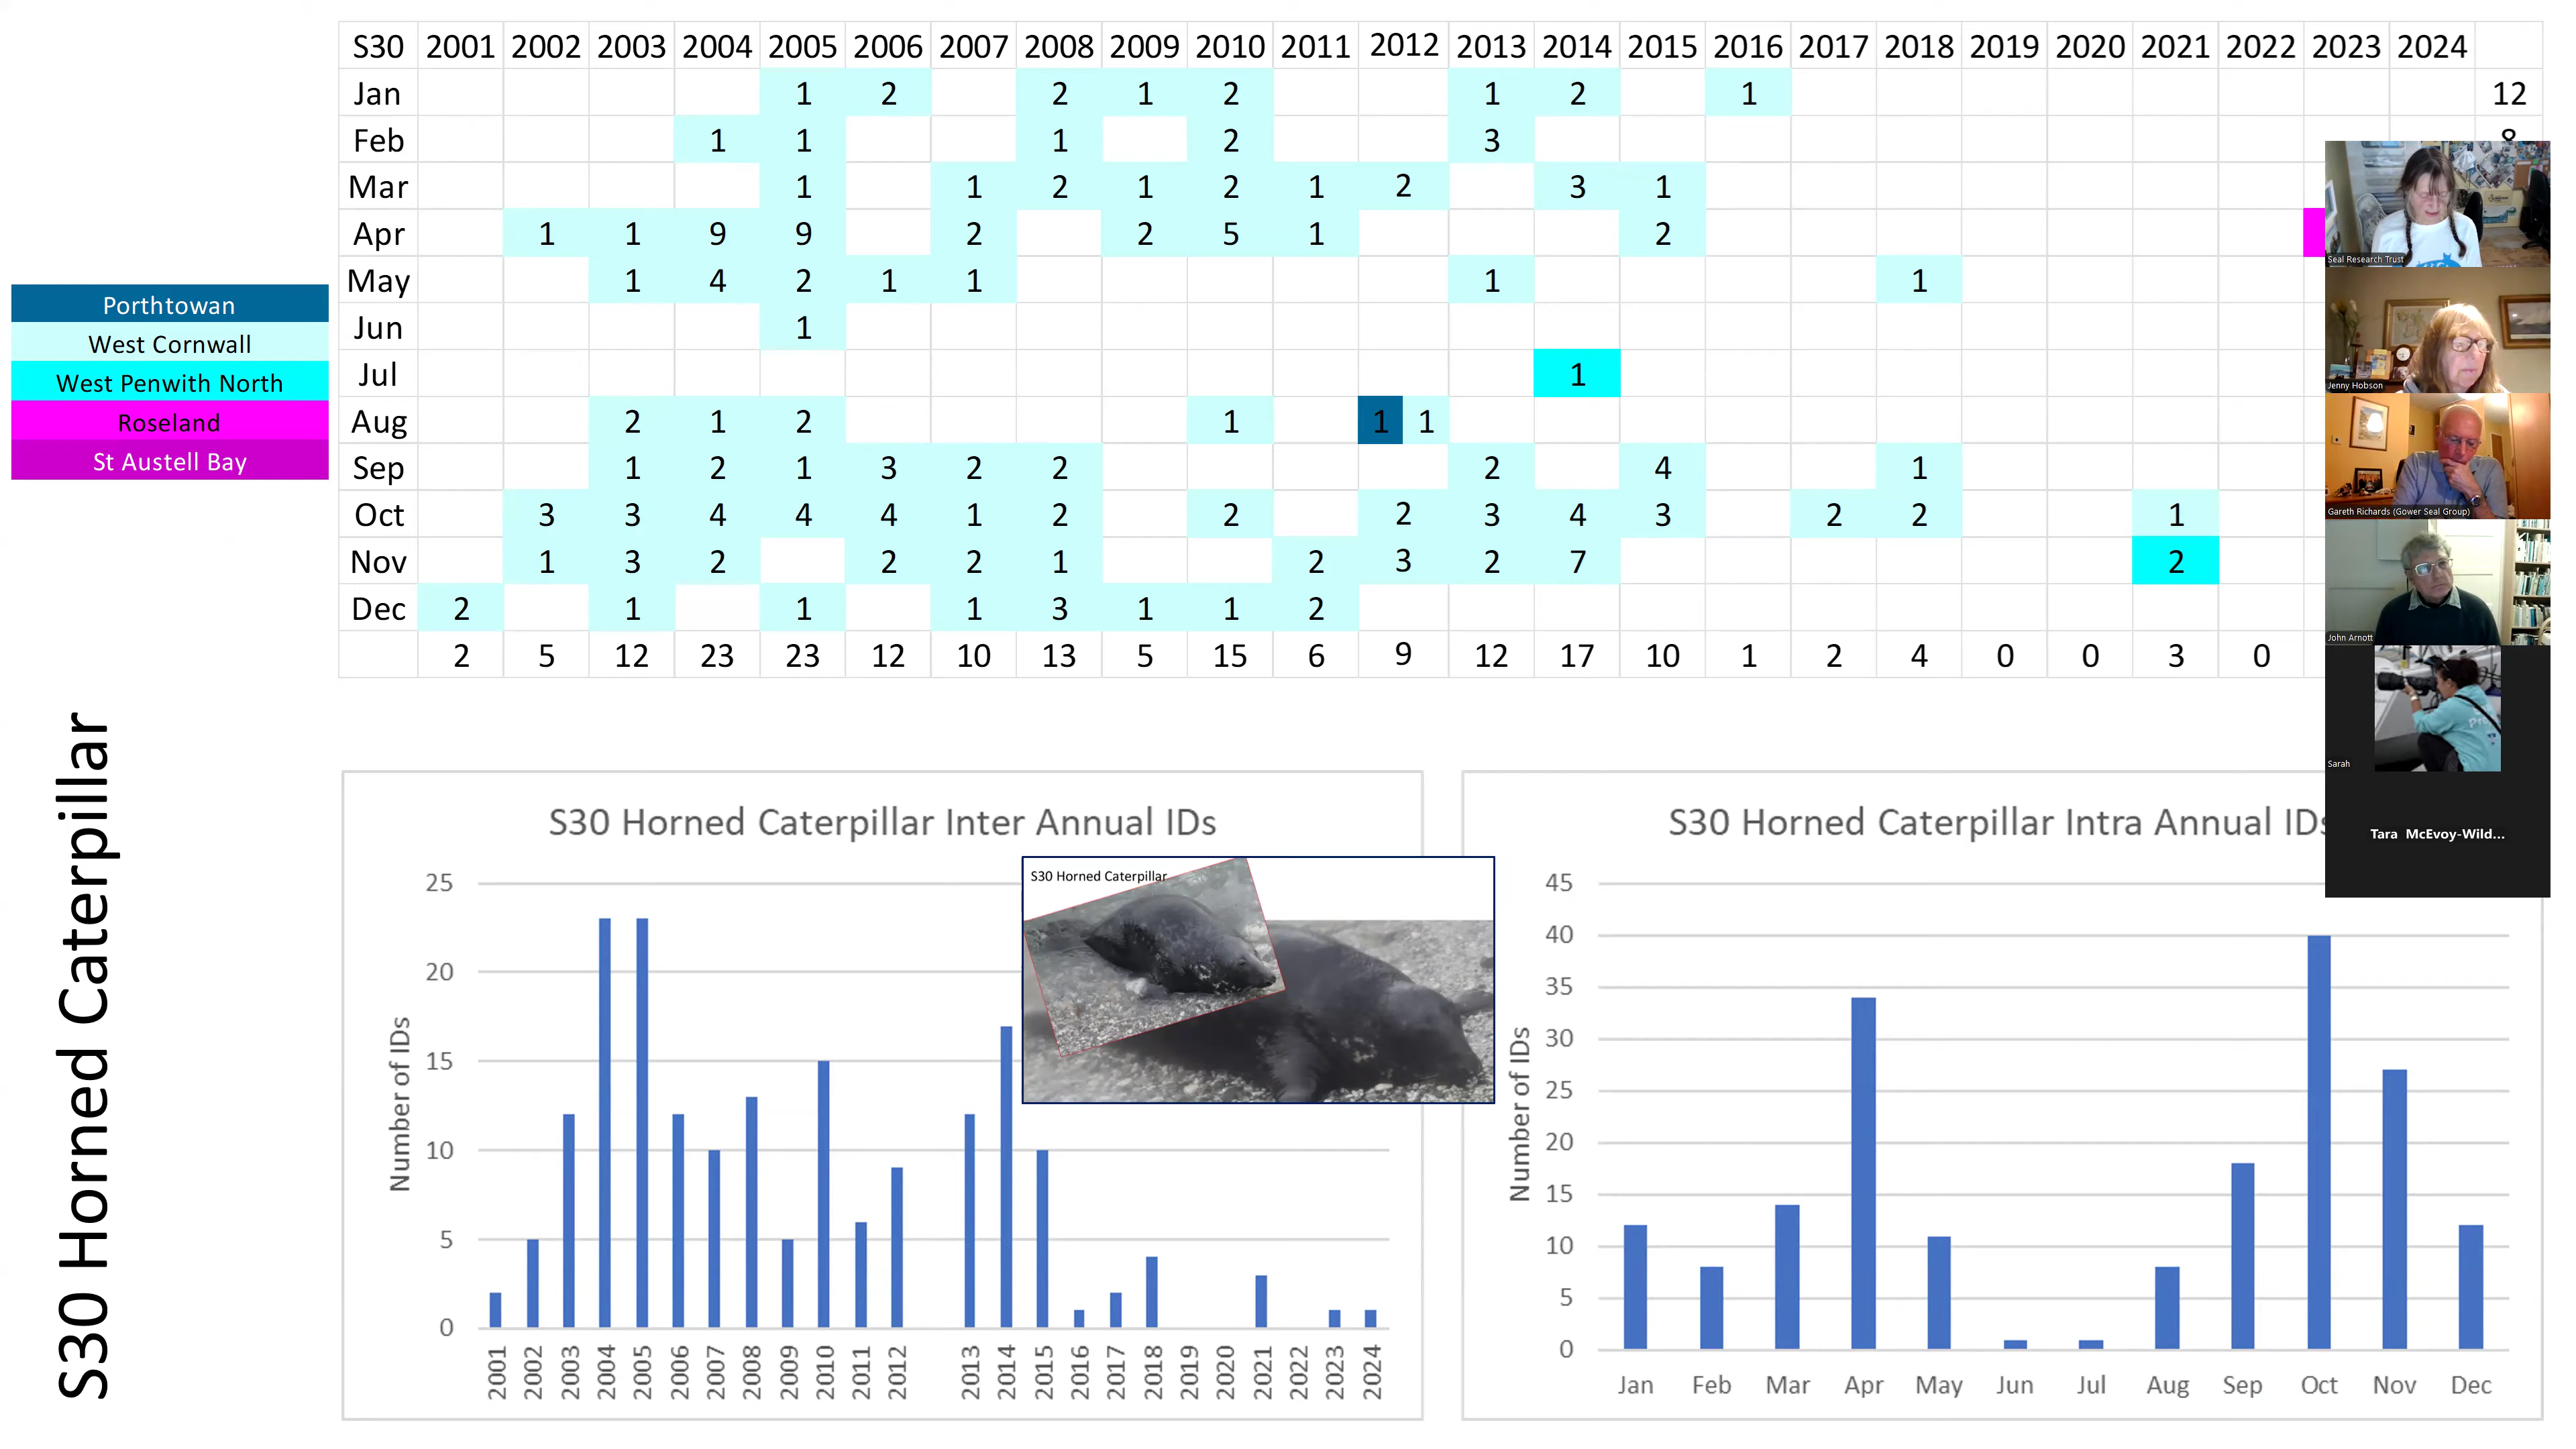 S30 2001 2002 2003 2004 2005 2006 2007 2008 2009 2010 2011 2012 2013 2014 2015 2016 2017 2018 2019 2020 2021 2022 2023 2024
Jan 1 2 2 1 2 1 2 1 12
Feb 1 1 1 2 3
Mar 1 1 2 1 2 1 2 3 1
Apr 1 1 9 9 2 2 5 1 2
May 1 4 2 1 1 1 1
Jun 1
Jul 1
Aug 2 1 2 1 1 1
Sep 1 2 1 3 2 2 2 4 1
Oct 3 3 4 4 4 1 2 2 2 3 4 3 2 2 1
Nov 1 3 2 2 2 1 2 3 2 7 2
Dec 2 1 1 1 3 1 1 2
2 5 12 23 23 12 10 13 5 15 6 9 12 17 10 1 2 4 0 0 3 0
Porthtowan
West Cornwall
West Penwith North
Roseland
St Austell Bay
Seal Research Trust
Jenny Hobson
Gareth Richards (Gower Seal Group)
John Arnott
Sarah
Tara McEvoy-Wild...
S30 Horned Caterpillar
S30 Horned Caterpillar Inter Annual IDs
Number of IDs
25
20
15
10
5
0
2001 2002 2003 2004 2005 2006 2007 2008 2009 2010 2011 2012 2013 2014 2015 2016 2017 2018 2019 2020 2021 2022 2023 2024
S30 Horned Caterpillar
S30 Horned Caterpillar Intra Annual IDs
Number of IDs
45
40
35
30
25
20
15
10
5
0
Jan Feb Mar Apr May Jun Jul Aug Sep Oct Nov Dec